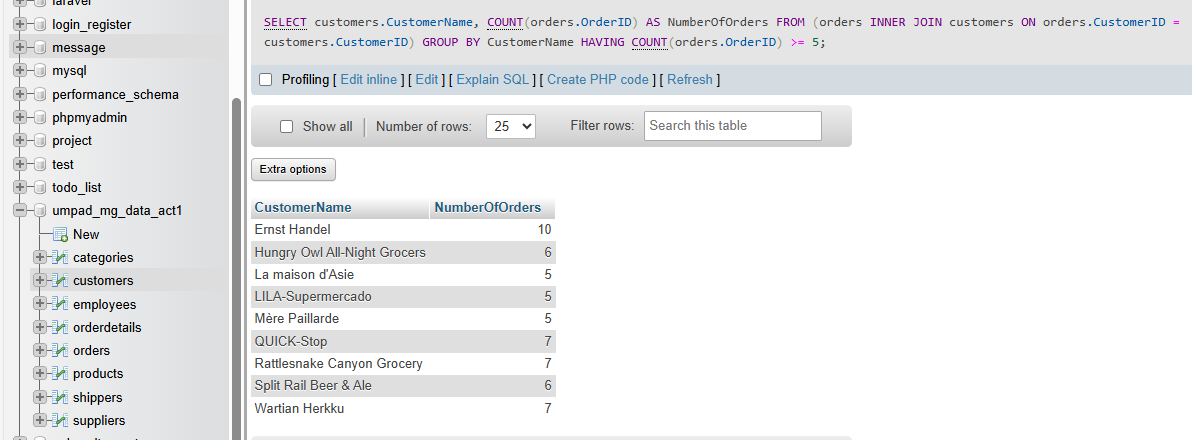 laravel
login_register
message
mysql
performance_schema
phpmyadmin
project
test
todo_list
umpad_mg_data_act1
New
categories
customers
employees
orderdetails
orders
products
shippers
suppliers
SELECT customers.CustomerName, COUNT(orders.OrderID) AS NumberOfOrders FROM (orders INNER JOIN customers ON orders.CustomerID =
customers.CustomerID) GROUP BY CustomerName HAVING COUNT(orders.OrderID) >= 5;
Profiling [ Edit inline ] [ Edit ] [ Explain SQL ] [ Create PHP code ] [ Refresh ]
Show all Number of rows: 25 Filter rows: Search this table
Extra options
CustomerName NumberOfOrders
Ernst Handel 10
Hungry Owl All-Night Grocers 6
La maison d'Asie 5
LILA-Supermercado 5
Mère Paillarde 5
QUICK-Stop 7
Rattlesnake Canyon Grocery 7
Split Rail Beer & Ale 6
Wartian Herkku 7